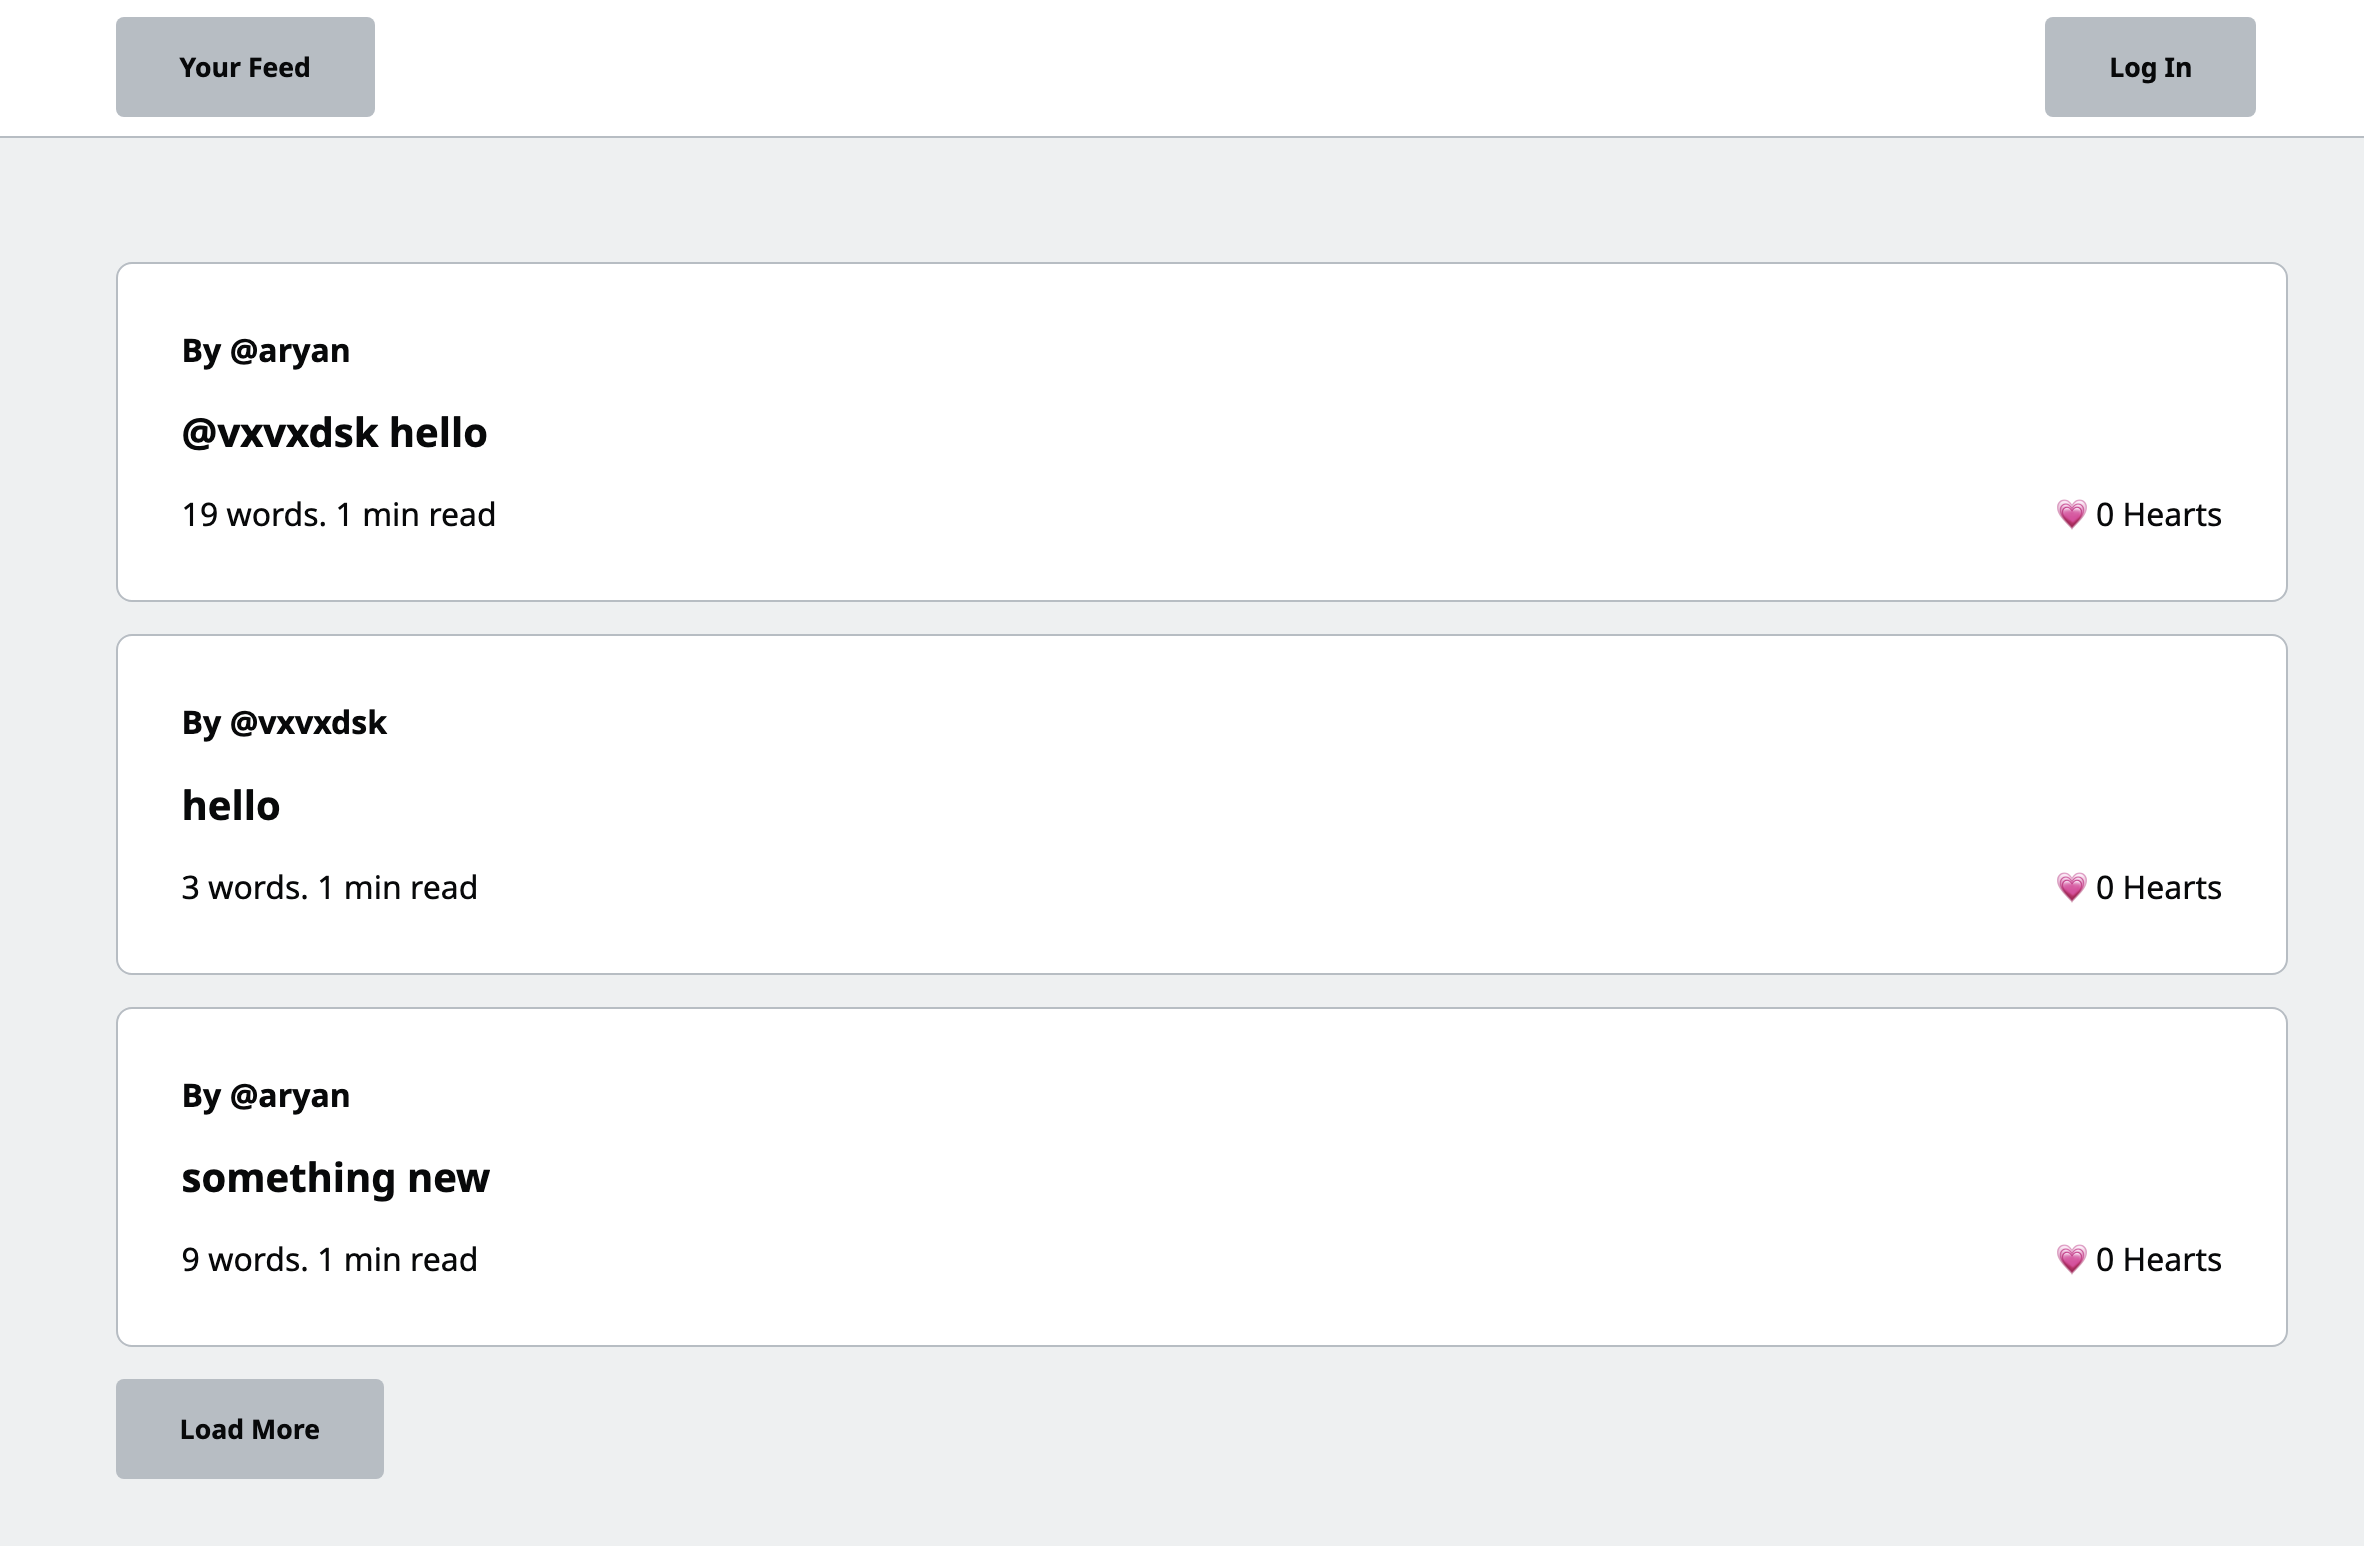 Your Feed
Log In
By @aryan
@vxvxdsk hello
19 words. 1 min read
💗 0 Hearts
By @vxvxdsk
hello
3 words. 1 min read
💗 0 Hearts
By @aryan
something new
9 words. 1 min read
💗 0 Hearts
Load More